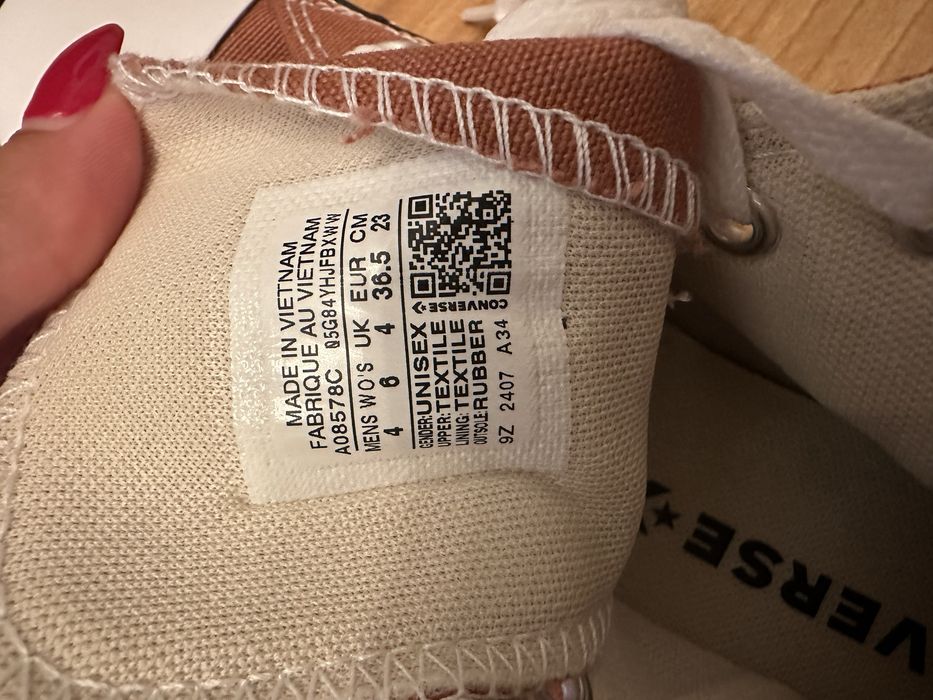 MADE IN VIETNAM
FABRIQUE AU VIETNAM
A08578C 05G84YHJFBXWW
MENS WO'S UK EUR CM
4 6 4 36.5 23
GENDER:UNISEX
UPPER:TEXTILE
LINING:TEXTILE
OUTSOLE:RUBBER
CONVERSE
9Z 2407 A34
VERSE